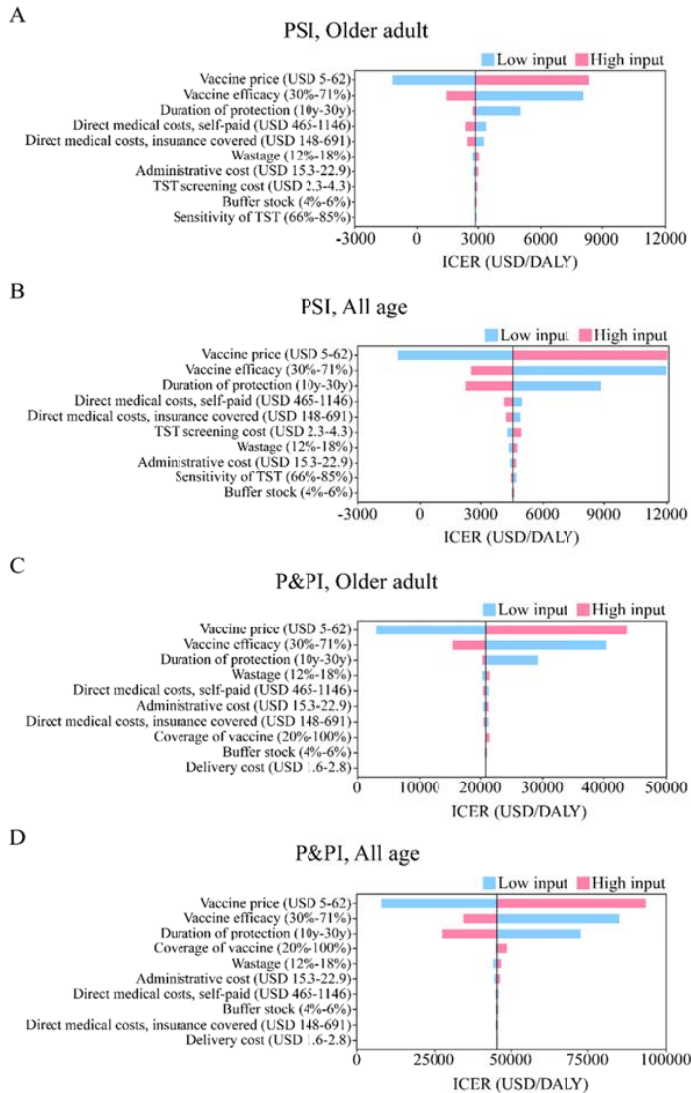 A
PSI, Older adult
Low input High input
Vaccine price (USD 5-62)
Vaccine efficacy (30%-71%)
Duration of protection (10y-30y)
Direct medical costs, self-paid (USD 465-1146)
Direct medical costs, insurance covered (USD 148-691)
Wastage (12%-18%)
Administrative cost (USD 15.3-22.9)
TST screening cost (USD 2.3-4.3)
Buffer stock (4%-6%)
Sensitivity of TST (66%-85%)
-3000 0 3000 6000 9000 12000
ICER (USD/DALY)
B
PSI, All age
Low input High input
Vaccine price (USD 5-62)
Vaccine efficacy (30%-71%)
Duration of protection (10y-30y)
Direct medical costs, self-paid (USD 465-1146)
Direct medical costs, insurance covered (USD 148-691)
TST screening cost (USD 2.3-4.3)
Wastage (12%-18%)
Administrative cost (USD 15.3-22.9)
Sensitivity of TST (66%-85%)
Buffer stock (4%-6%)
-3000 0 3000 6000 9000 12000
ICER (USD/DALY)
C
P&PI, Older adult
Low input High input
Vaccine price (USD 5-62)
Vaccine efficacy (30%-71%)
Duration of protection (10y-30y)
Wastage (12%-18%)
Direct medical costs, self-paid (USD 465-1146)
Administrative cost (USD 15.3-22.9)
Direct medical costs, insurance covered (USD 148-691)
Coverage of vaccine (20%-100%)
Buffer stock (4%-6%)
Delivery cost (USD 1.6-2.8)
0 10000 20000 30000 40000 50000
ICER (USD/DALY)
D
P&PI, All age
Low input High input
Vaccine price (USD 5-62)
Vaccine efficacy (30%-71%)
Duration of protection (10y-30y)
Coverage of vaccine (20%-100%)
Wastage (12%-18%)
Administrative cost (USD 15.3-22.9)
Direct medical costs, self-paid (USD 465-1146)
Buffer stock (4%-6%)
Direct medical costs, insurance covered (USD 148-691)
Delivery cost (USD 1.6-2.8)
0 25000 50000 75000 100000
ICER (USD/DALY)